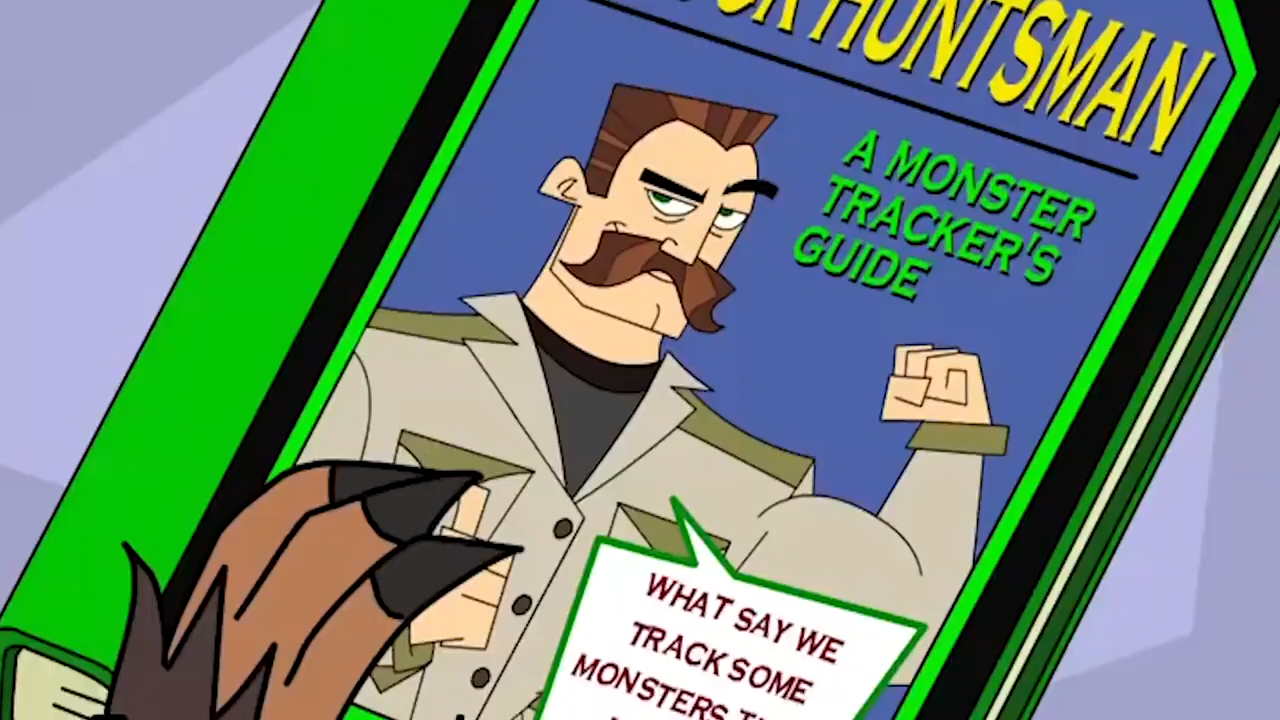 HUNTSMAN
A MONSTER
TRACKER'S
GUIDE
WHAT SAY WE
TRACK SOME
MONSTERS